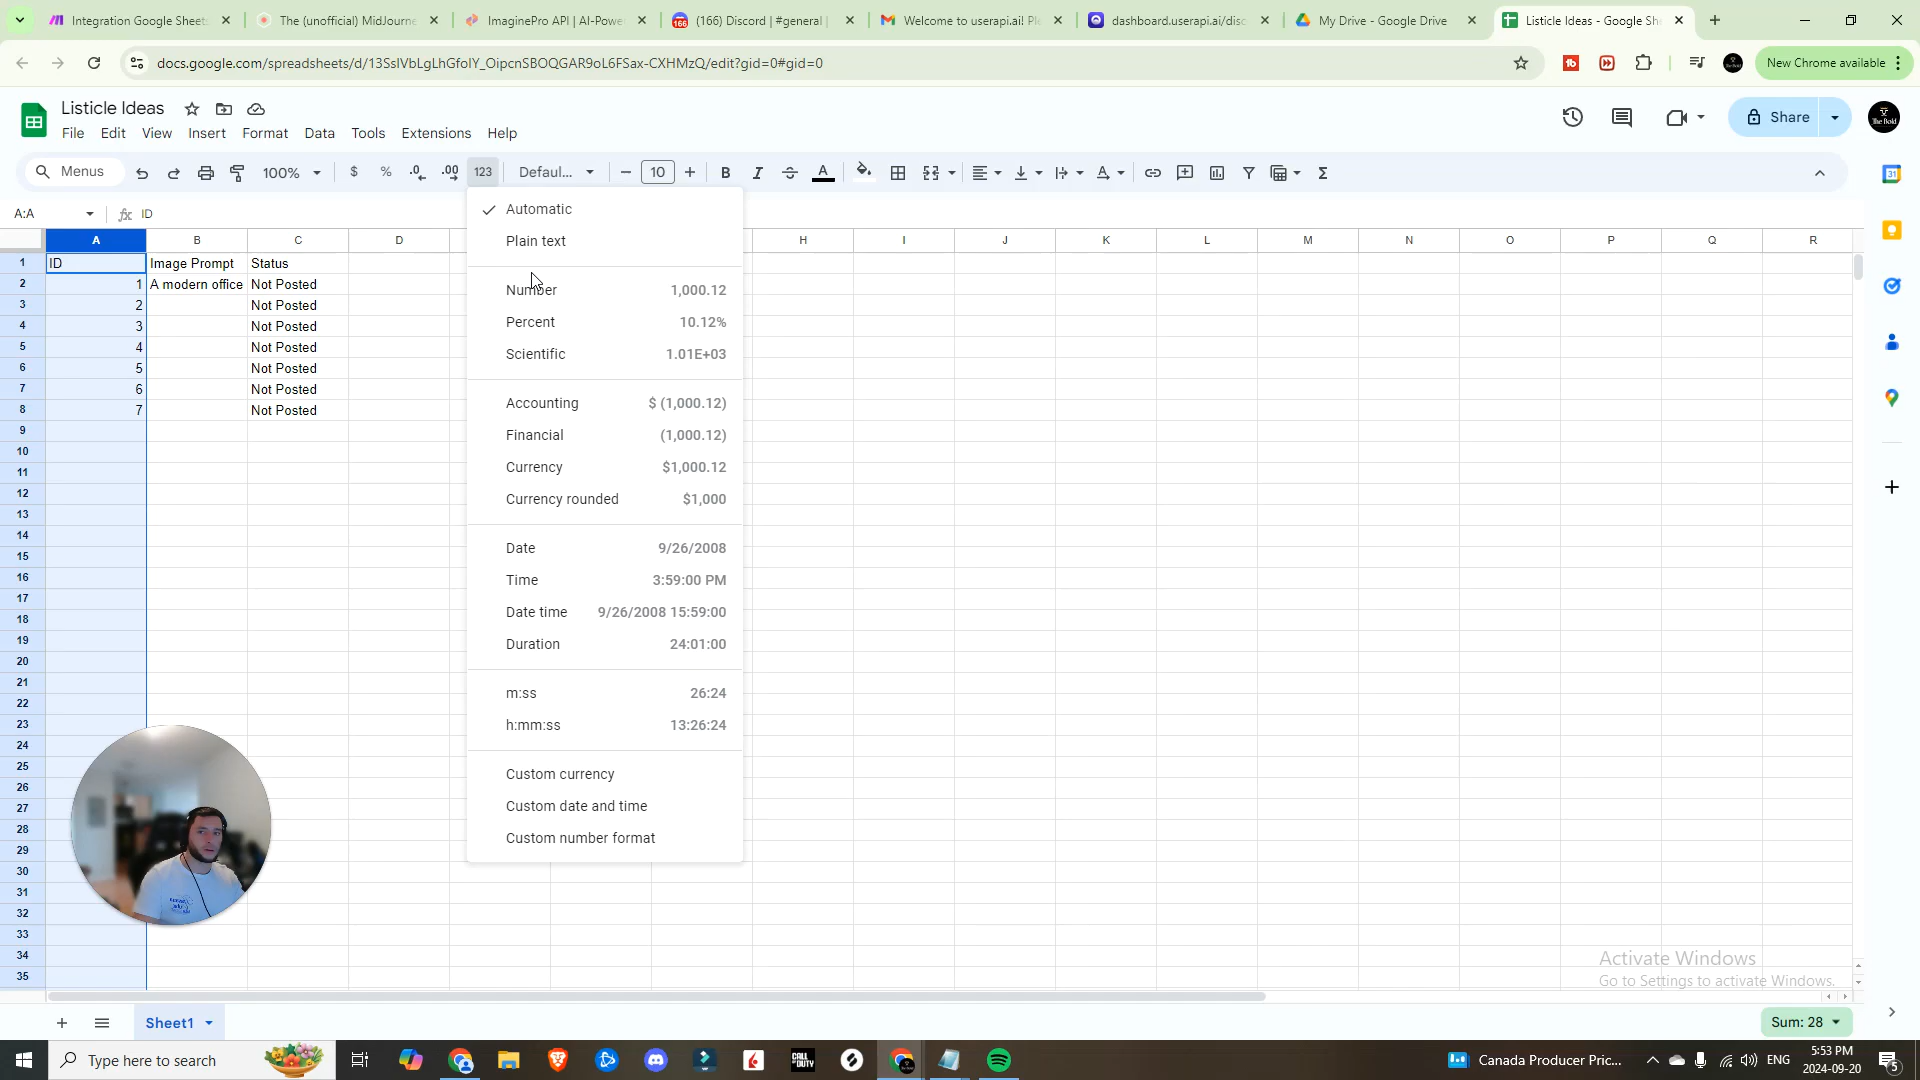 Integration Google Sheets
The (unofficial) MidJourne
ImaginePro API | AI-Powe
(166) Discord | #general |
Welcome to userapi.ai! Ple
dashboard.userapi.ai/disc
My Drive - Google Drive
Listicle Ideas - Google She
docs.google.com/spreadsheets/d/13SslVbLgLhGfolY_OipcnSBOQGAR9oL6FSax-CXHMzQ/edit?gid=0#gid=0
New Chrome available
Listicle Ideas
File Edit View Insert Format Data Tools Extensions Help
Share
Menus 100% $ % .0 .00 123 Defaul... 10 B I A
A:A fx ID
A B C D H I J K L M N O P Q R
1 ID Image Prompt Status
2 1 A modern office Not Posted
3 2 Not Posted
4 3 Not Posted
5 4 Not Posted
6 5 Not Posted
7 6 Not Posted
8 7 Not Posted
9
10
11
12
13
14
15
16
17
18
19
20
21
22
23
24
25
26
27
28
29
30
31
32
33
34
35
Automatic
Plain text
Number 1,000.12
Percent 10.12%
Scientific 1.01E+03
Accounting $ (1,000.12)
Financial (1,000.12)
Currency $1,000.12
Currency rounded $1,000
Date 9/26/2008
Time 3:59:00 PM
Date time 9/26/2008 15:59:00
Duration 24:01:00
m:ss 26:24
h:mm:ss 13:26:24
Custom currency
Custom date and time
Custom number format
Activate Windows
Go to Settings to activate Windows.
Sheet1
Sum: 28
Type here to search
Canada Producer Pric...
ENG
5:53 PM
2024-09-20
5